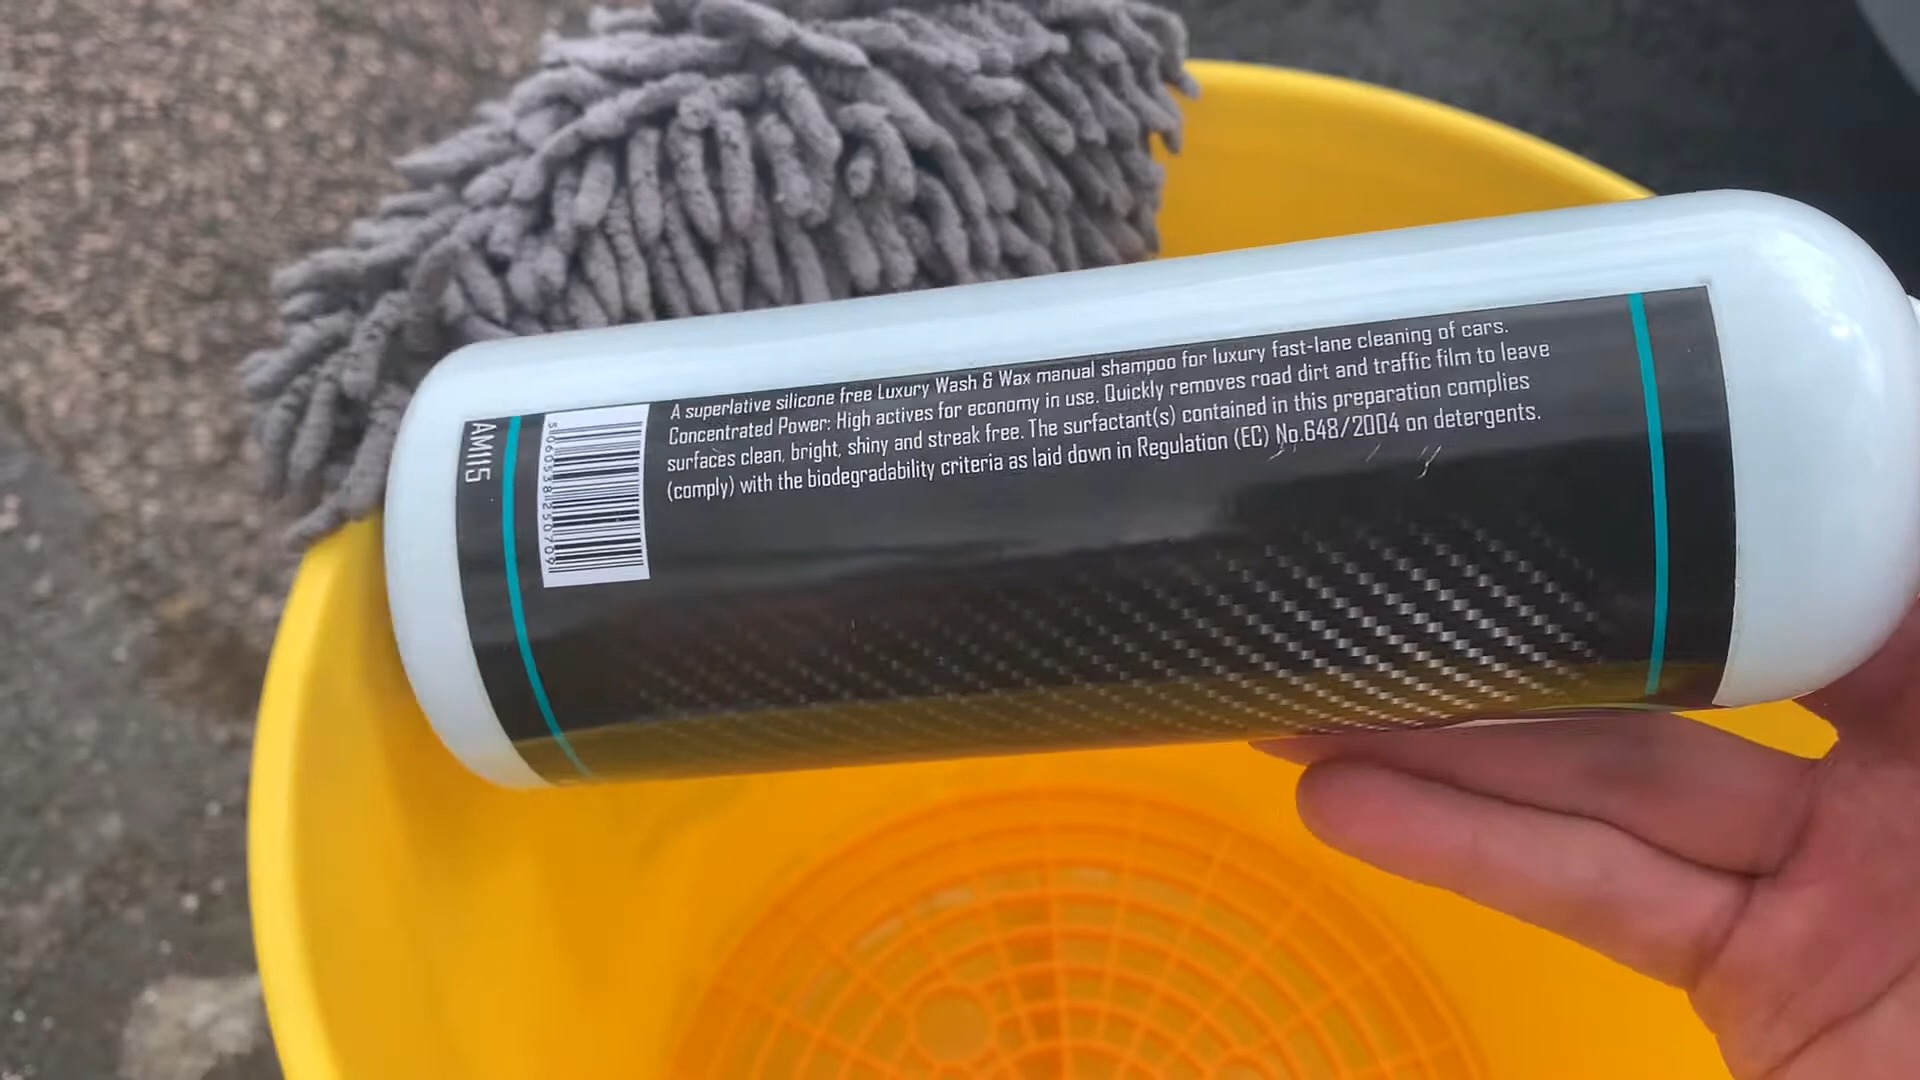 A superlative silicone free Luxury Wash & Wax manual shampoo for luxury fast-lane cleaning of cars.
Concentrated Power: High actives for economy in use. Quickly removes road dirt and traffic film to leave
surfaces clean, bright, shiny and streak free. The surfactant(s) contained in this preparation complies
(comply) with the biodegradability criteria as laid down in Regulation (EC) No.648/2004 on detergents.
AM115